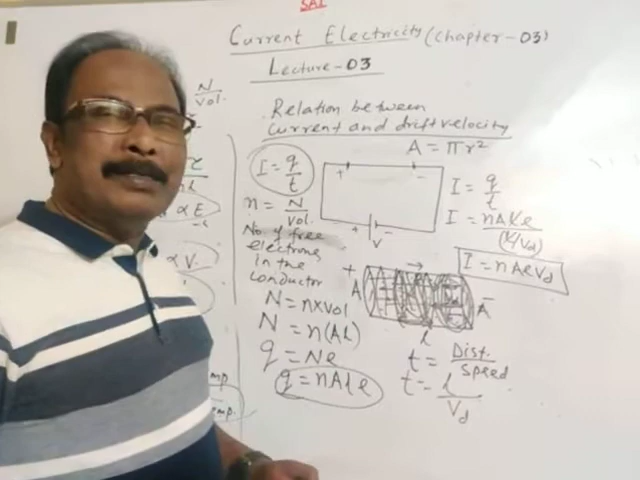 SAI
Current Electricity (Chapter-03)
Lecture-03
Relation between
current and drift velocity
A = πr²
I = q/t
n = N/Vol.
No. of free
electrons
in the
conductor
N = n×Vol
N = n(Al)
q = Ne
q = nAle
+ -
+ -
V
+ → -
A A
l
t = Dist./Speed
t = l/Vd
I = q/t
I = nAle/(l/Vd)
I = nAeVd
N/Vol.
α E
α V.